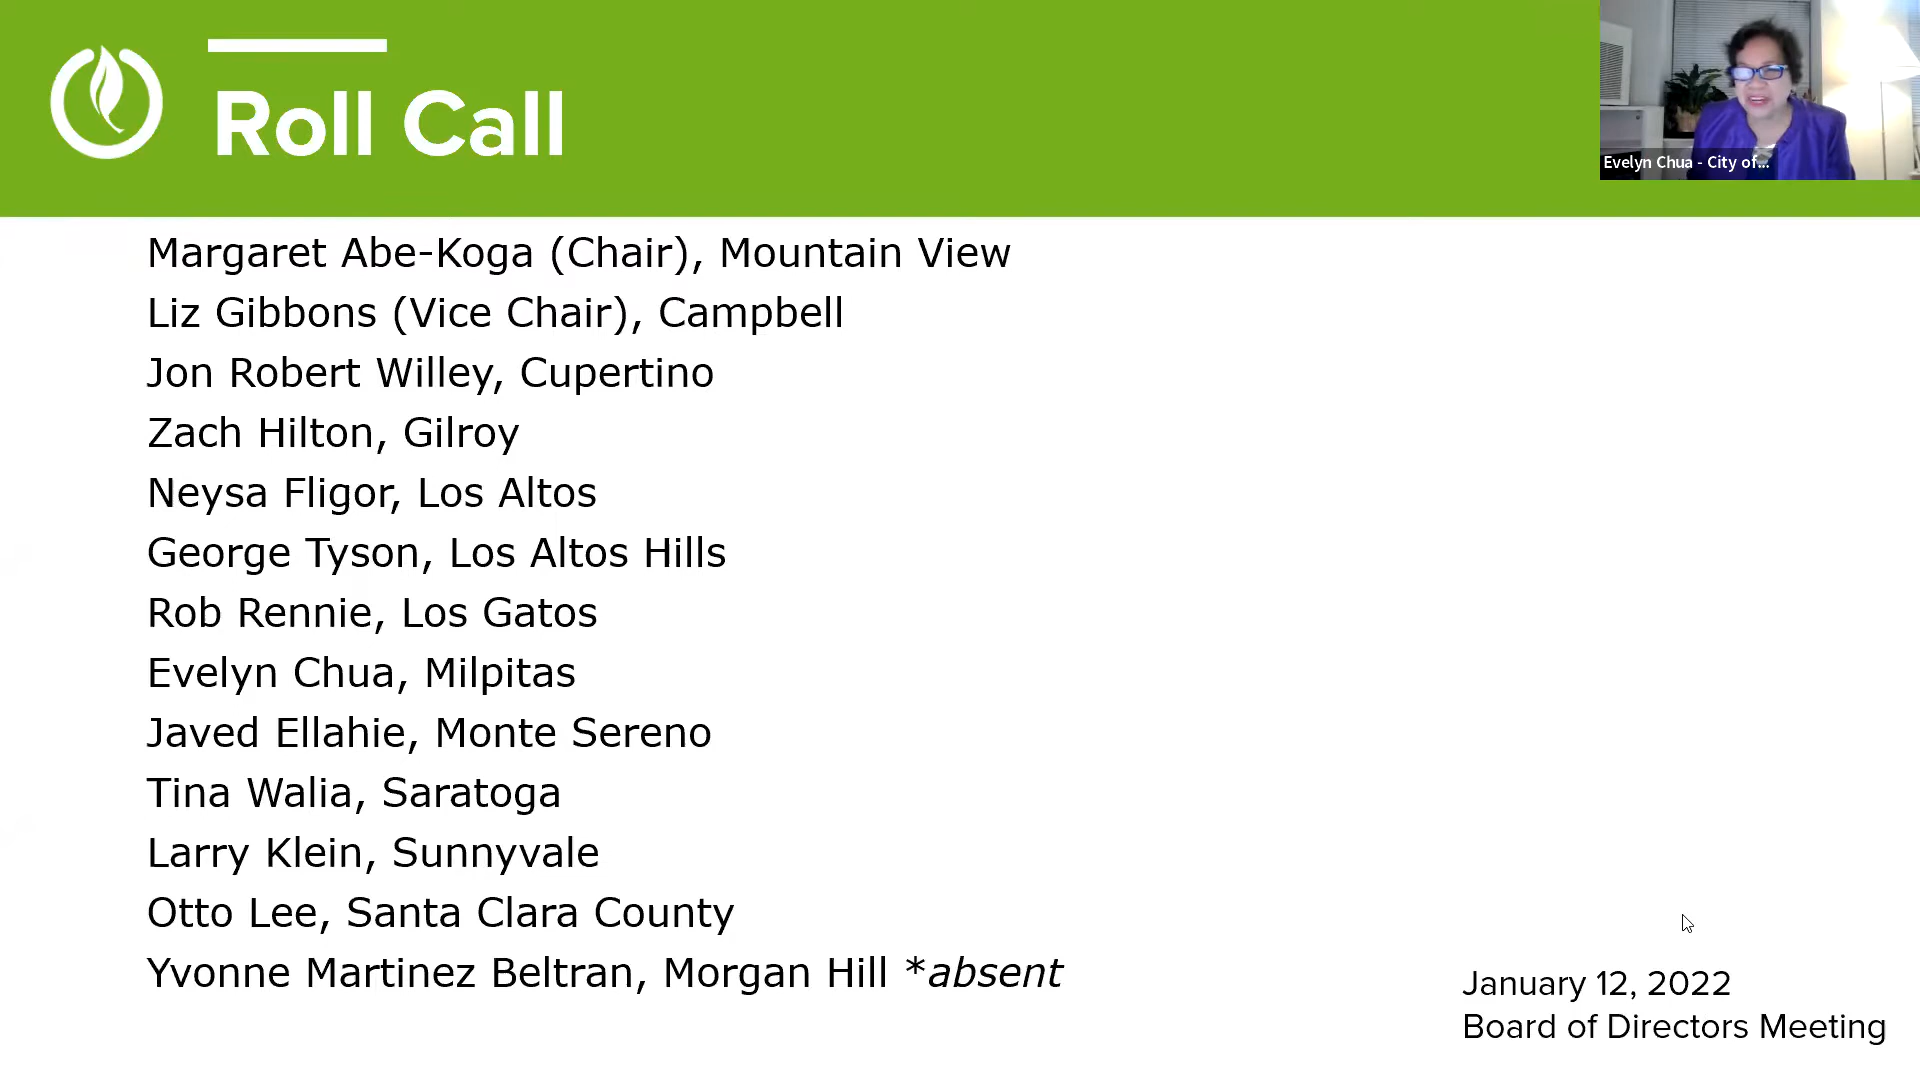 Roll Call
Evelyn Chua - City of...
Margaret Abe-Koga (Chair), Mountain View
Liz Gibbons (Vice Chair), Campbell
Jon Robert Willey, Cupertino
Zach Hilton, Gilroy
Neysa Fligor, Los Altos
George Tyson, Los Altos Hills
Rob Rennie, Los Gatos
Evelyn Chua, Milpitas
Javed Ellahie, Monte Sereno
Tina Walia, Saratoga
Larry Klein, Sunnyvale
Otto Lee, Santa Clara County
Yvonne Martinez Beltran, Morgan Hill *absent
January 12, 2022
Board of Directors Meeting